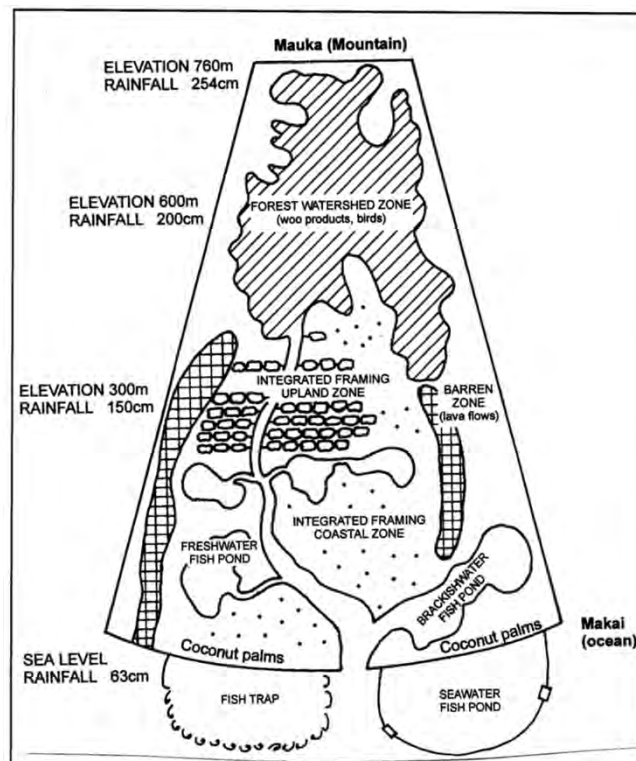 Mauka (Mountain)
ELEVATION 760m
RAINFALL 254cm
ELEVATION 600m
RAINFALL 200cm
FOREST WATERSHED ZONE
(woo products, birds)
ELEVATION 300m
RAINFALL 150cm
INTEGRATED FRAMING
UPLAND ZONE
BARREN
ZONE
(lava flows)
INTEGRATED FRAMING
COASTAL ZONE
FRESHWATER
FISH POND
BRACKISHWATER
FISH POND
Makai
(ocean)
Coconut palms
Coconut palms
SEA LEVEL
RAINFALL 63cm
FISH TRAP
SEAWATER
FISH POND